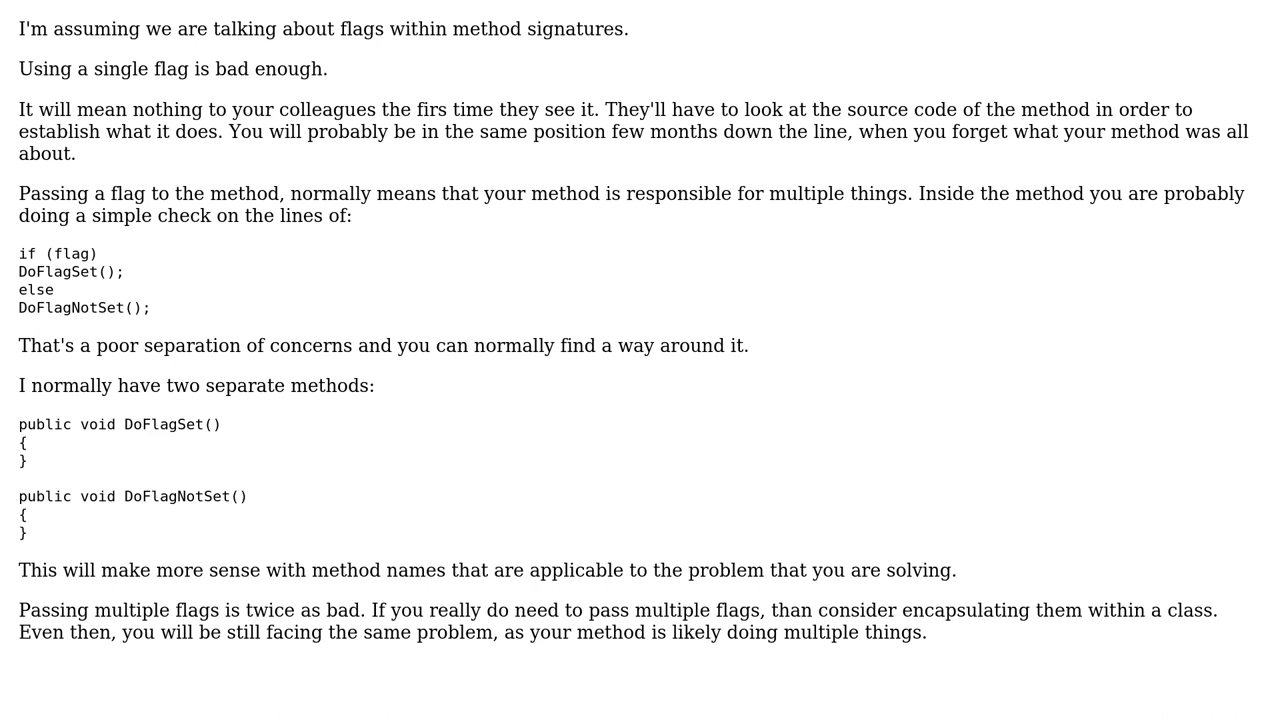 I'm assuming we are talking about flags within method signatures.
Using a single flag is bad enough.
It will mean nothing to your colleagues the firs time they see it. They'll have to look at the source code of the method in order to
establish what it does. You will probably be in the same position few months down the line, when you forget what your method was all
about.
Passing a flag to the method, normally means that your method is responsible for multiple things. Inside the method you are probably
doing a simple check on the lines of:
if (flag)
DoFlagSet();
else
DoFlagNotSet();
That's a poor separation of concerns and you can normally find a way around it.
I normally have two separate methods:
public void DoFlagSet()
{
}
public void DoFlagNotSet()
{
}
This will make more sense with method names that are applicable to the problem that you are solving.
Passing multiple flags is twice as bad. If you really do need to pass multiple flags, than consider encapsulating them within a class.
Even then, you will be still facing the same problem, as your method is likely doing multiple things.